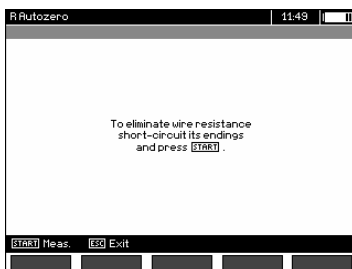 R Autozero 11:49
To eliminate wire resistance
short-circuit its endings
and press START .
START Meas. ESC Exit